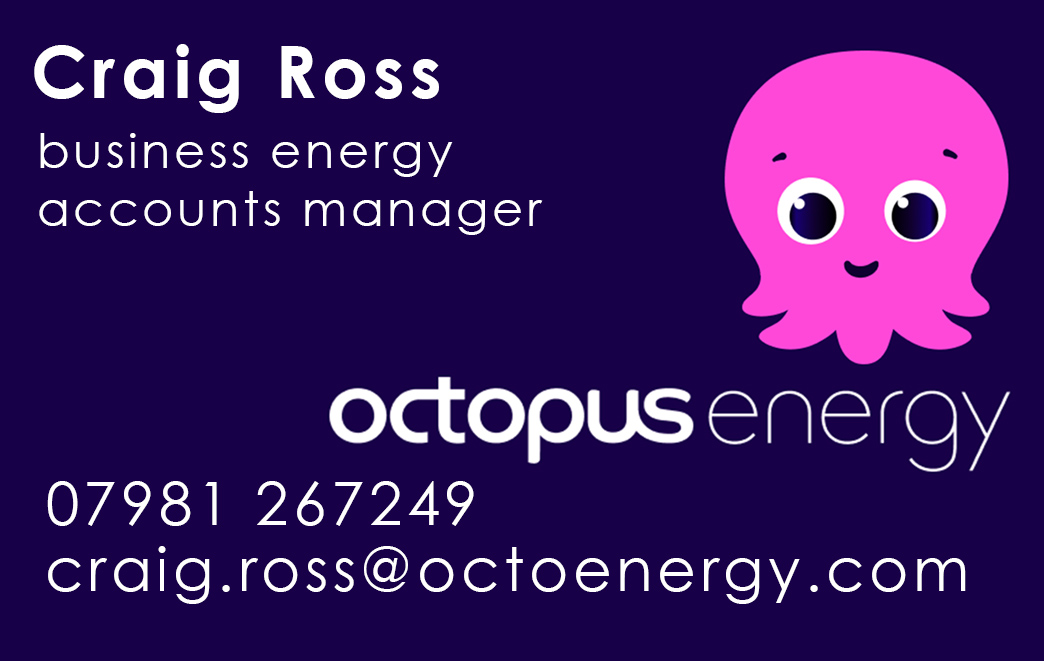 Craig Ross
business energy
accounts manager
octopus energy
07981 267249
craig.ross@octoenergy.com